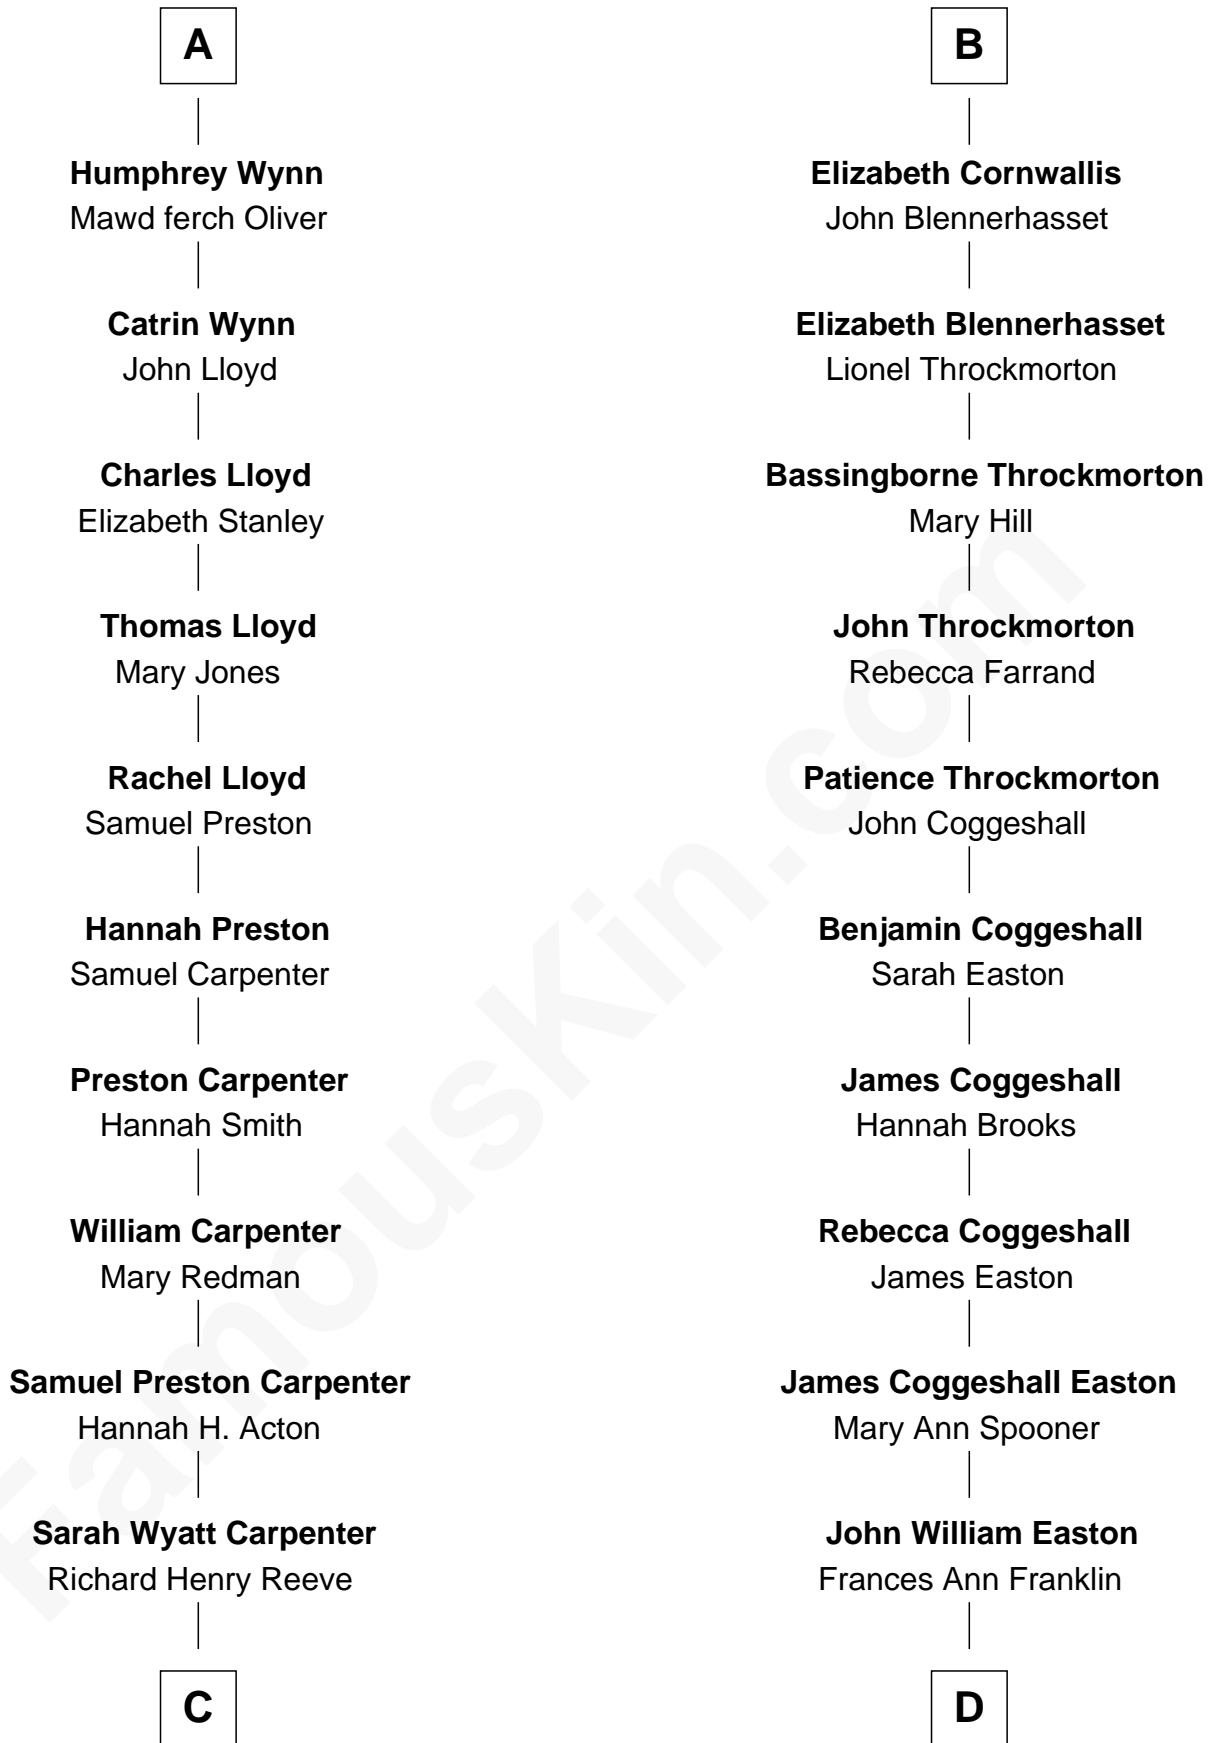 A
Humphrey Wynn
Mawd ferch Oliver
Catrin Wynn
John Lloyd
Charles Lloyd
Elizabeth Stanley
Thomas Lloyd
Mary Jones
Rachel Lloyd
Samuel Preston
Hannah Preston
Samuel Carpenter
Preston Carpenter
Hannah Smith
William Carpenter
Mary Redman
Samuel Preston Carpenter
Hannah H. Acton
Sarah Wyatt Carpenter
Richard Henry Reeve
C
B
Elizabeth Cornwallis
John Blennerhasset
Elizabeth Blennerhasset
Lionel Throckmorton
Bassingborne Throckmorton
Mary Hill
John Throckmorton
Rebecca Farrand
Patience Throckmorton
John Coggeshall
Benjamin Coggeshall
Sarah Easton
James Coggeshall
Hannah Brooks
Rebecca Coggeshall
James Easton
James Coggeshall Easton
Mary Ann Spooner
John William Easton
Frances Ann Franklin
D
FamousKin.com